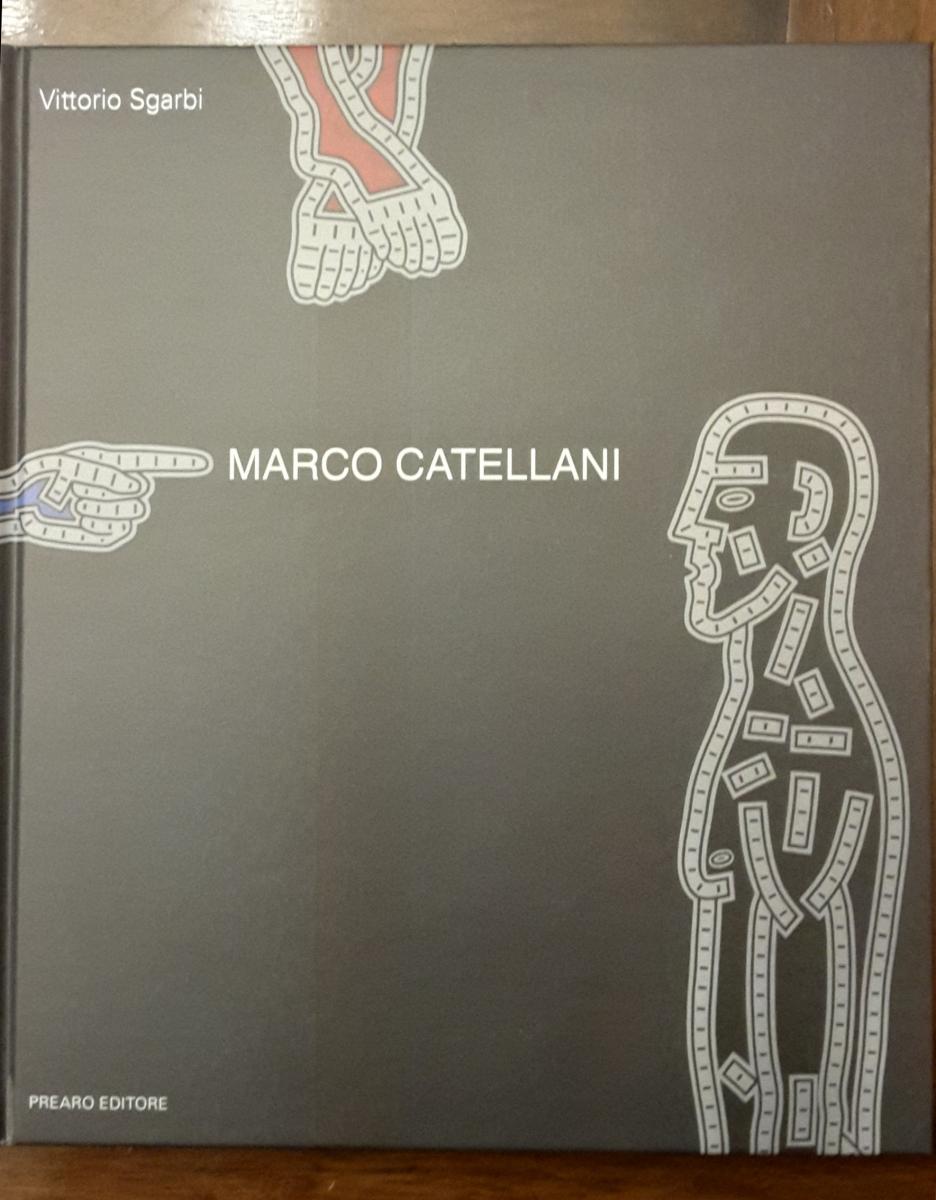 Vittorio Sgarbi
MARCO CATELLANI
PREARO EDITORE